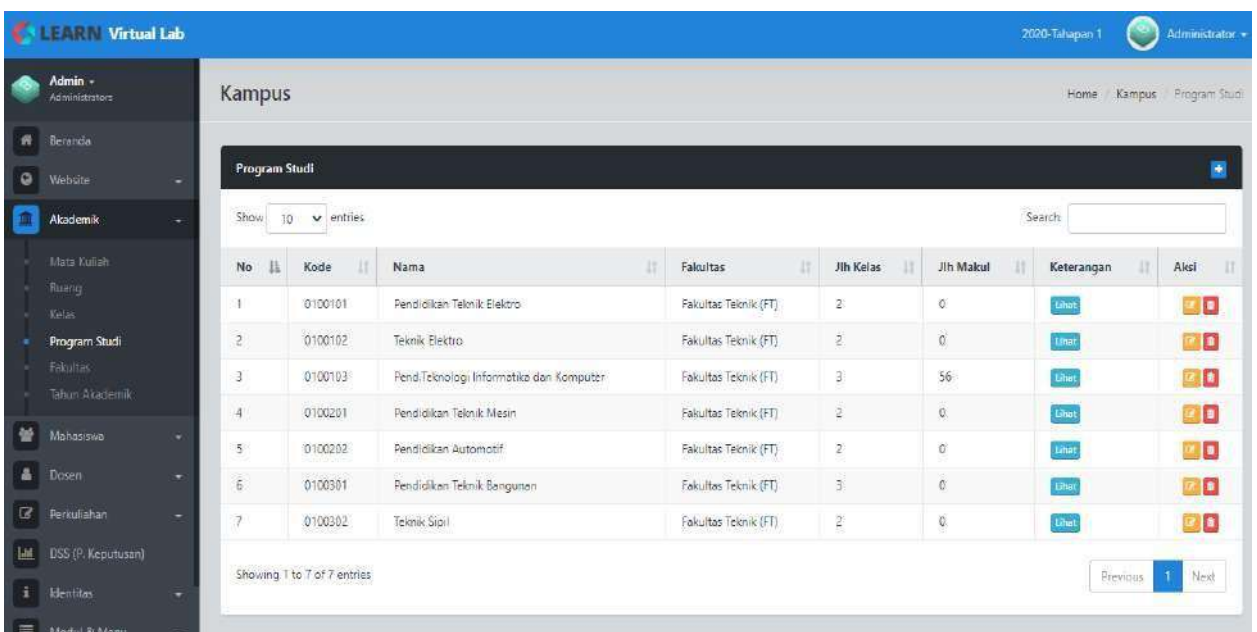 LEARN Virtual Lab
2020-Tahapan 1 Administrator
Admin
Administrators
Kampus
Home / Kampus / Program Studi
Beranda
Website
Akademik
Mata Kuliah
Ruang
Kelas
Program Studi
Fakultas
Tahun Akademik
Mahasiswa
Dosen
Perkuliahan
DSS (P. Keputusan)
Identitas
Modul & Menu
Program Studi
Show 10 entries Search:
No Kode Nama Fakultas Jlh Kelas Jlh Makul Keterangan Aksi
1 0100101 Pendidikan Teknik Elektro Fakultas Teknik (FT) 2 0 Lihat
2 0100102 Teknik Elektro Fakultas Teknik (FT) 2 0 Lihat
3 0100103 Pend.Teknologi Informatika dan Komputer Fakultas Teknik (FT) 3 56 Lihat
4 0100201 Pendidikan Teknik Mesin Fakultas Teknik (FT) 2 0 Lihat
5 0100202 Pendidikan Automotif Fakultas Teknik (FT) 2 0 Lihat
6 0100301 Pendidikan Teknik Bangunan Fakultas Teknik (FT) 3 0 Lihat
7 0100302 Teknik Sipil Fakultas Teknik (FT) 2 0 Lihat
Showing 1 to 7 of 7 entries
Previous 1 Next